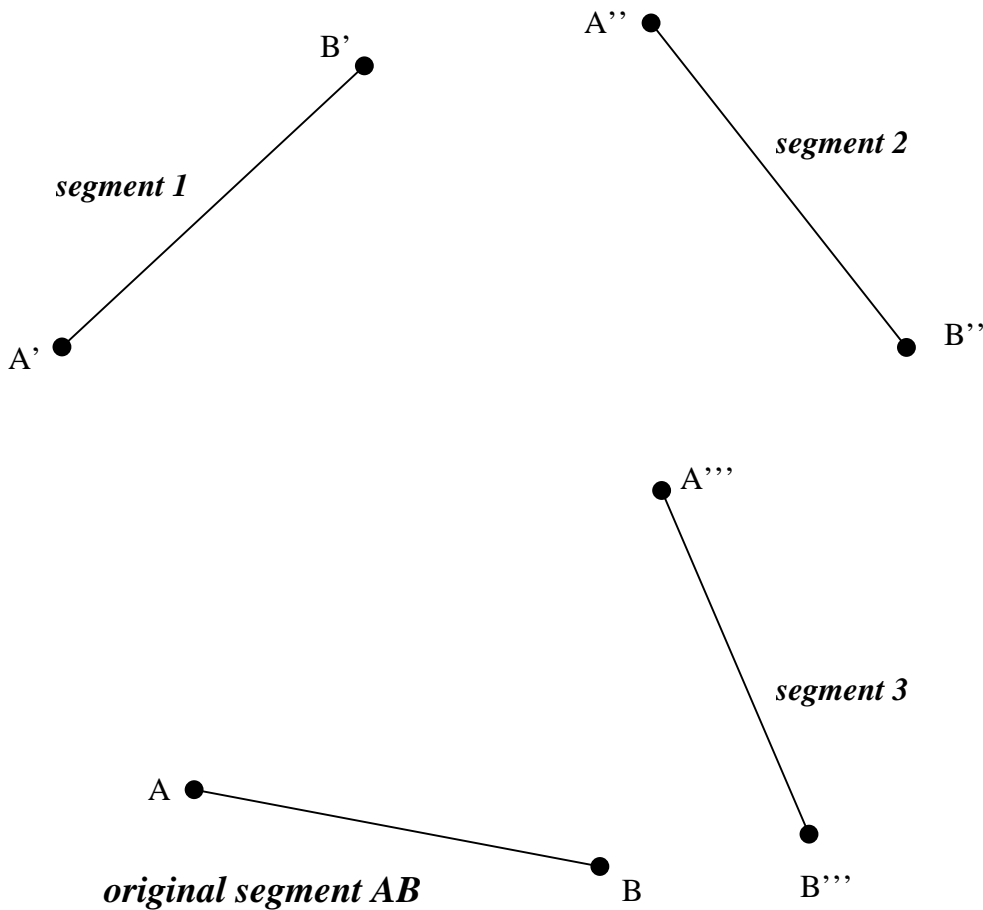 A’’
B’
segment 2
segment 1
B’’
A’
A’’’
segment 3
A
B’’’
B
original segment AB